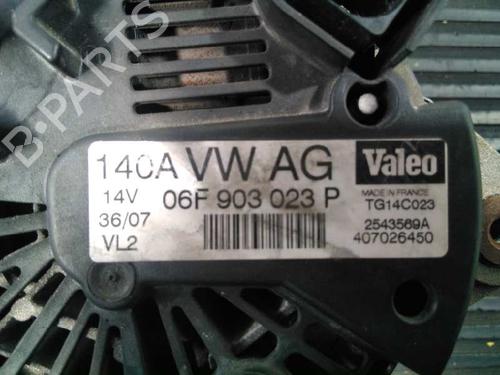 B-PARTS
140A VW AG
Valeo
14V 06F 903 023 P
MADE IN FRANCE
TG14C023
36/07
2543569A
VL2
407026450